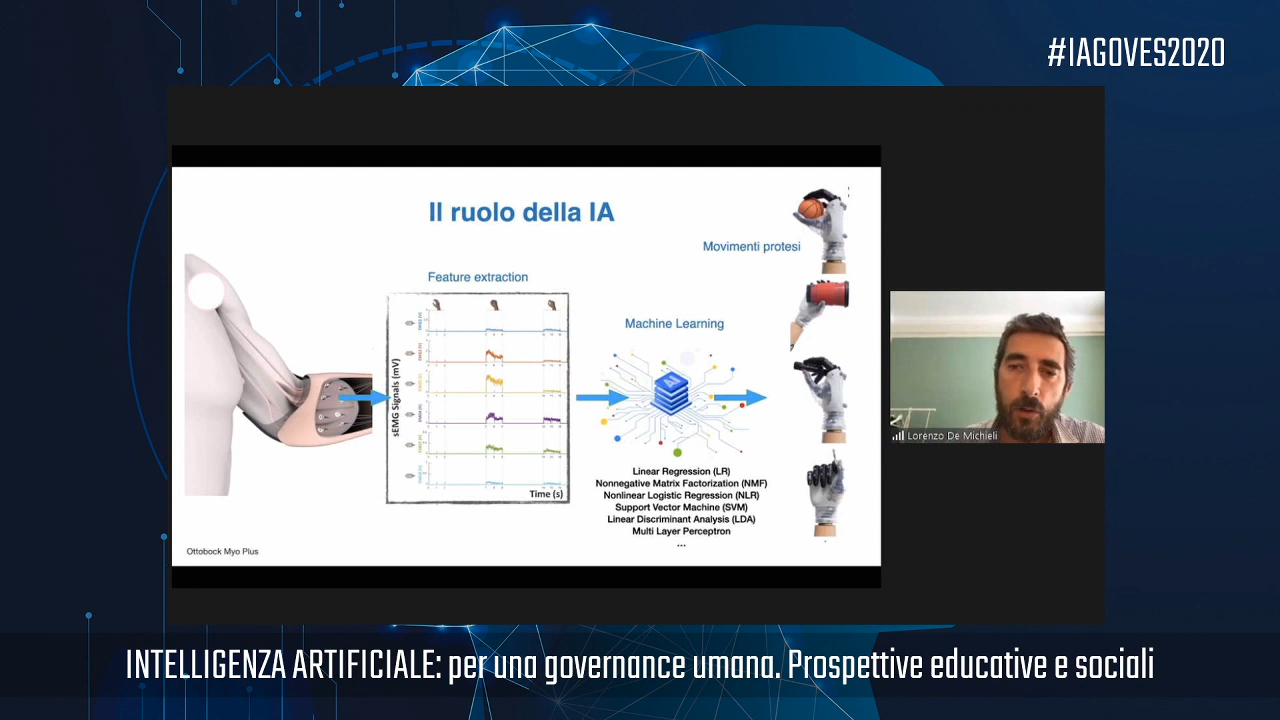 #IAGOVES2020
Il ruolo della IA
Movimenti protesi
Feature extraction
Machine Learning
sEMG Signals (mV)
Time (s)
Linear Regression (LR)
Nonnegative Matrix Factorization (NMF)
Nonlinear Logistic Regression (NLR)
Support Vector Machine (SVM)
Linear Discriminant Analysis (LDA)
Multi Layer Perceptron
...
Ottobock Myo Plus
Lorenzo De Michieli
INTELLIGENZA ARTIFICIALE: per una governance umana. Prospettive educative e sociali